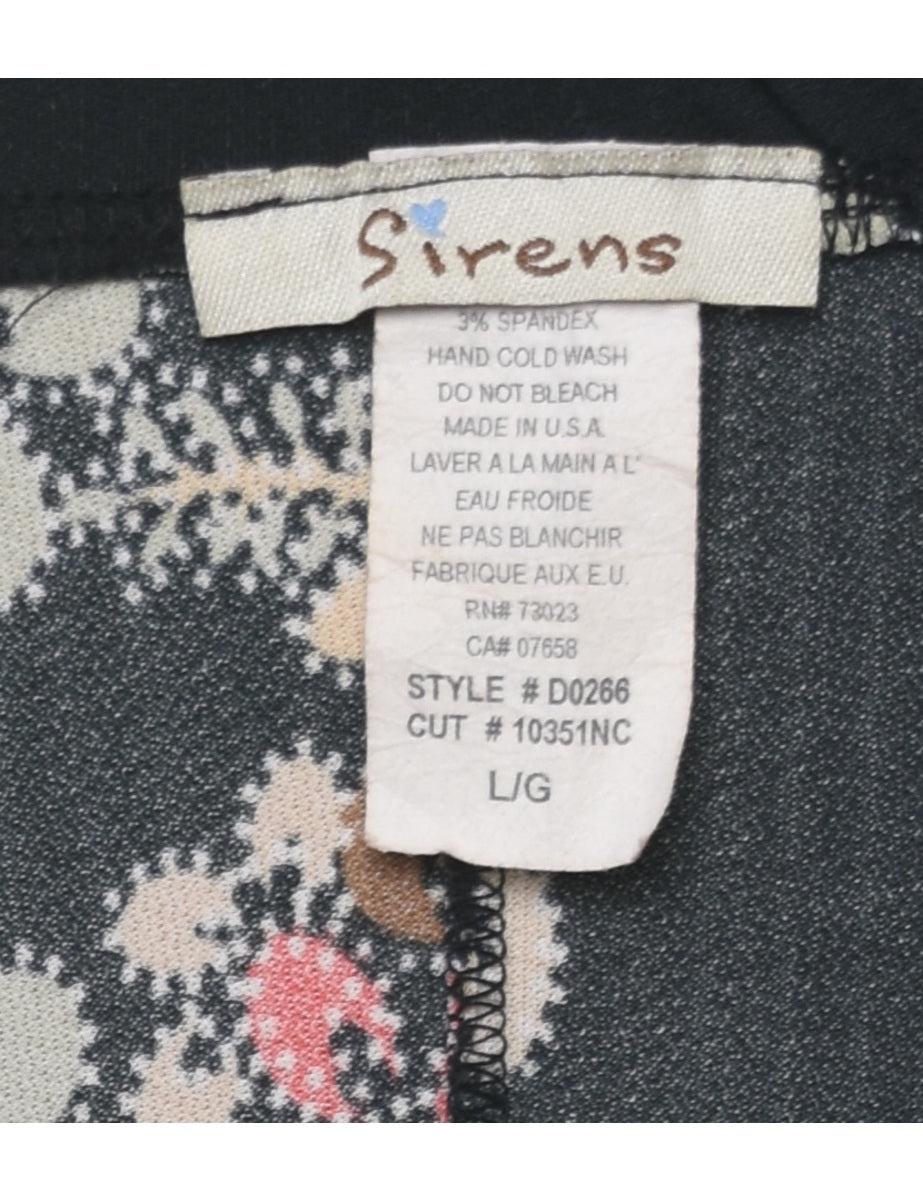 Sirens
3% SPANDEX
HAND COLD WASH
DO NOT BLEACH
MADE IN U.S.A.
LAVER A LA MAIN A L'
EAU FROIDE
NE PAS BLANCHIR
FABRIQUE AUX E.U.
RN# 73023
CA# 07658
STYLE # D0266
CUT # 10351NC
L/G